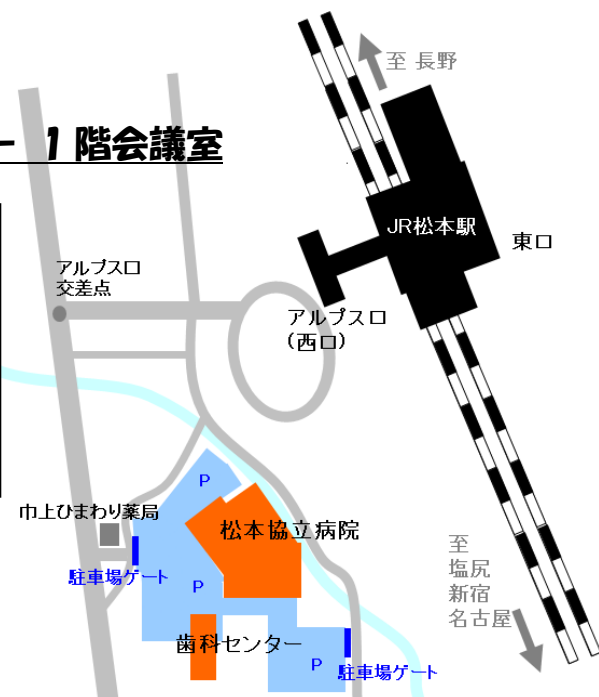 至 長野
ー 1階会議室
JR松本駅
東口
アルプス口
交差点
アルプス口
(西口)
P
巾上ひまわり薬局
松本協立病院
至
塩尻
新宿
名古屋
駐車場ゲート
P
歯科センター
P
駐車場ゲート